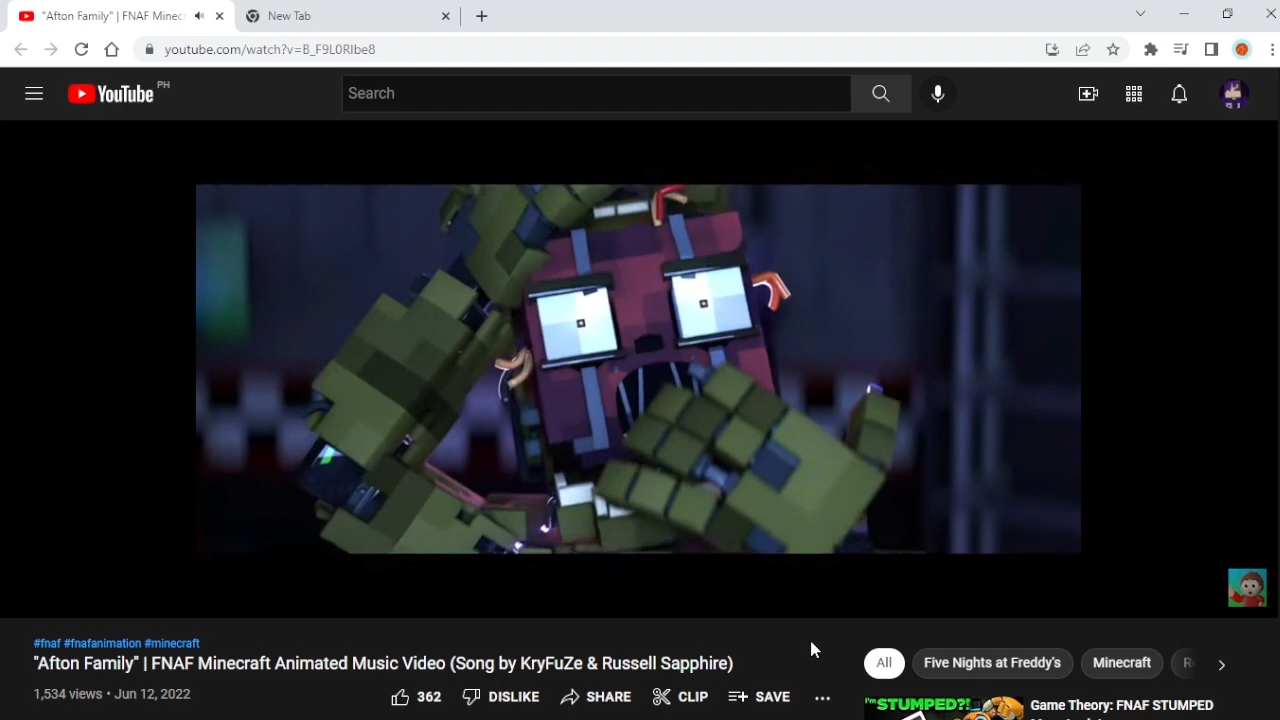 "Afton Family" | FNAF Minec
New Tab
youtube.com/watch?v=B_F9L0RIbe8
YouTube PH
Search
#fnaf #fnafanimation #minecraft
"Afton Family" | FNAF Minecraft Animated Music Video (Song by KryFuZe & Russell Sapphire)
1,534 views • Jun 12, 2022
362 DISLIKE SHARE CLIP SAVE
All Five Nights at Freddy's Minecraft
I'm STUMPED?!
Game Theory: FNAF STUMPED